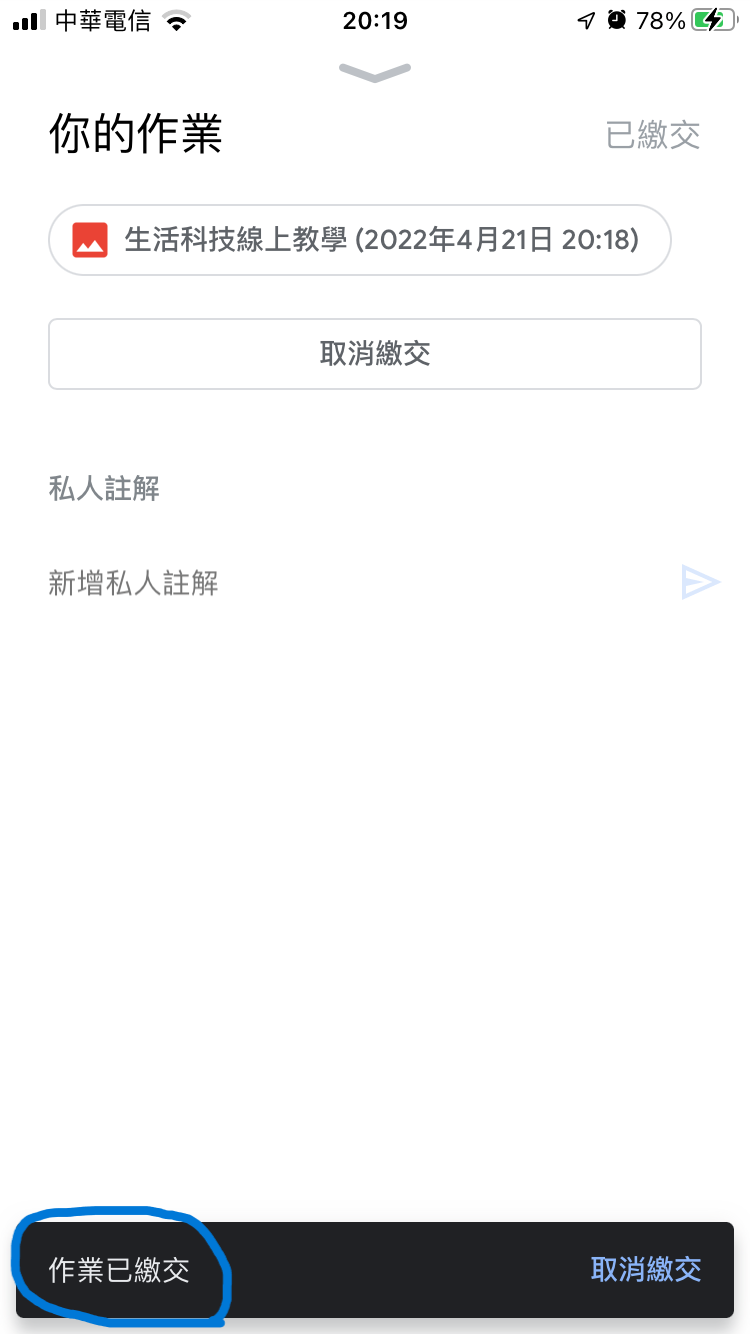 中華電信 20:19 78%
你的作業 已繳交
生活科技線上教學 (2022年4月21日 20:18)
取消繳交
私人註解
新增私人註解
作業已繳交 取消繳交